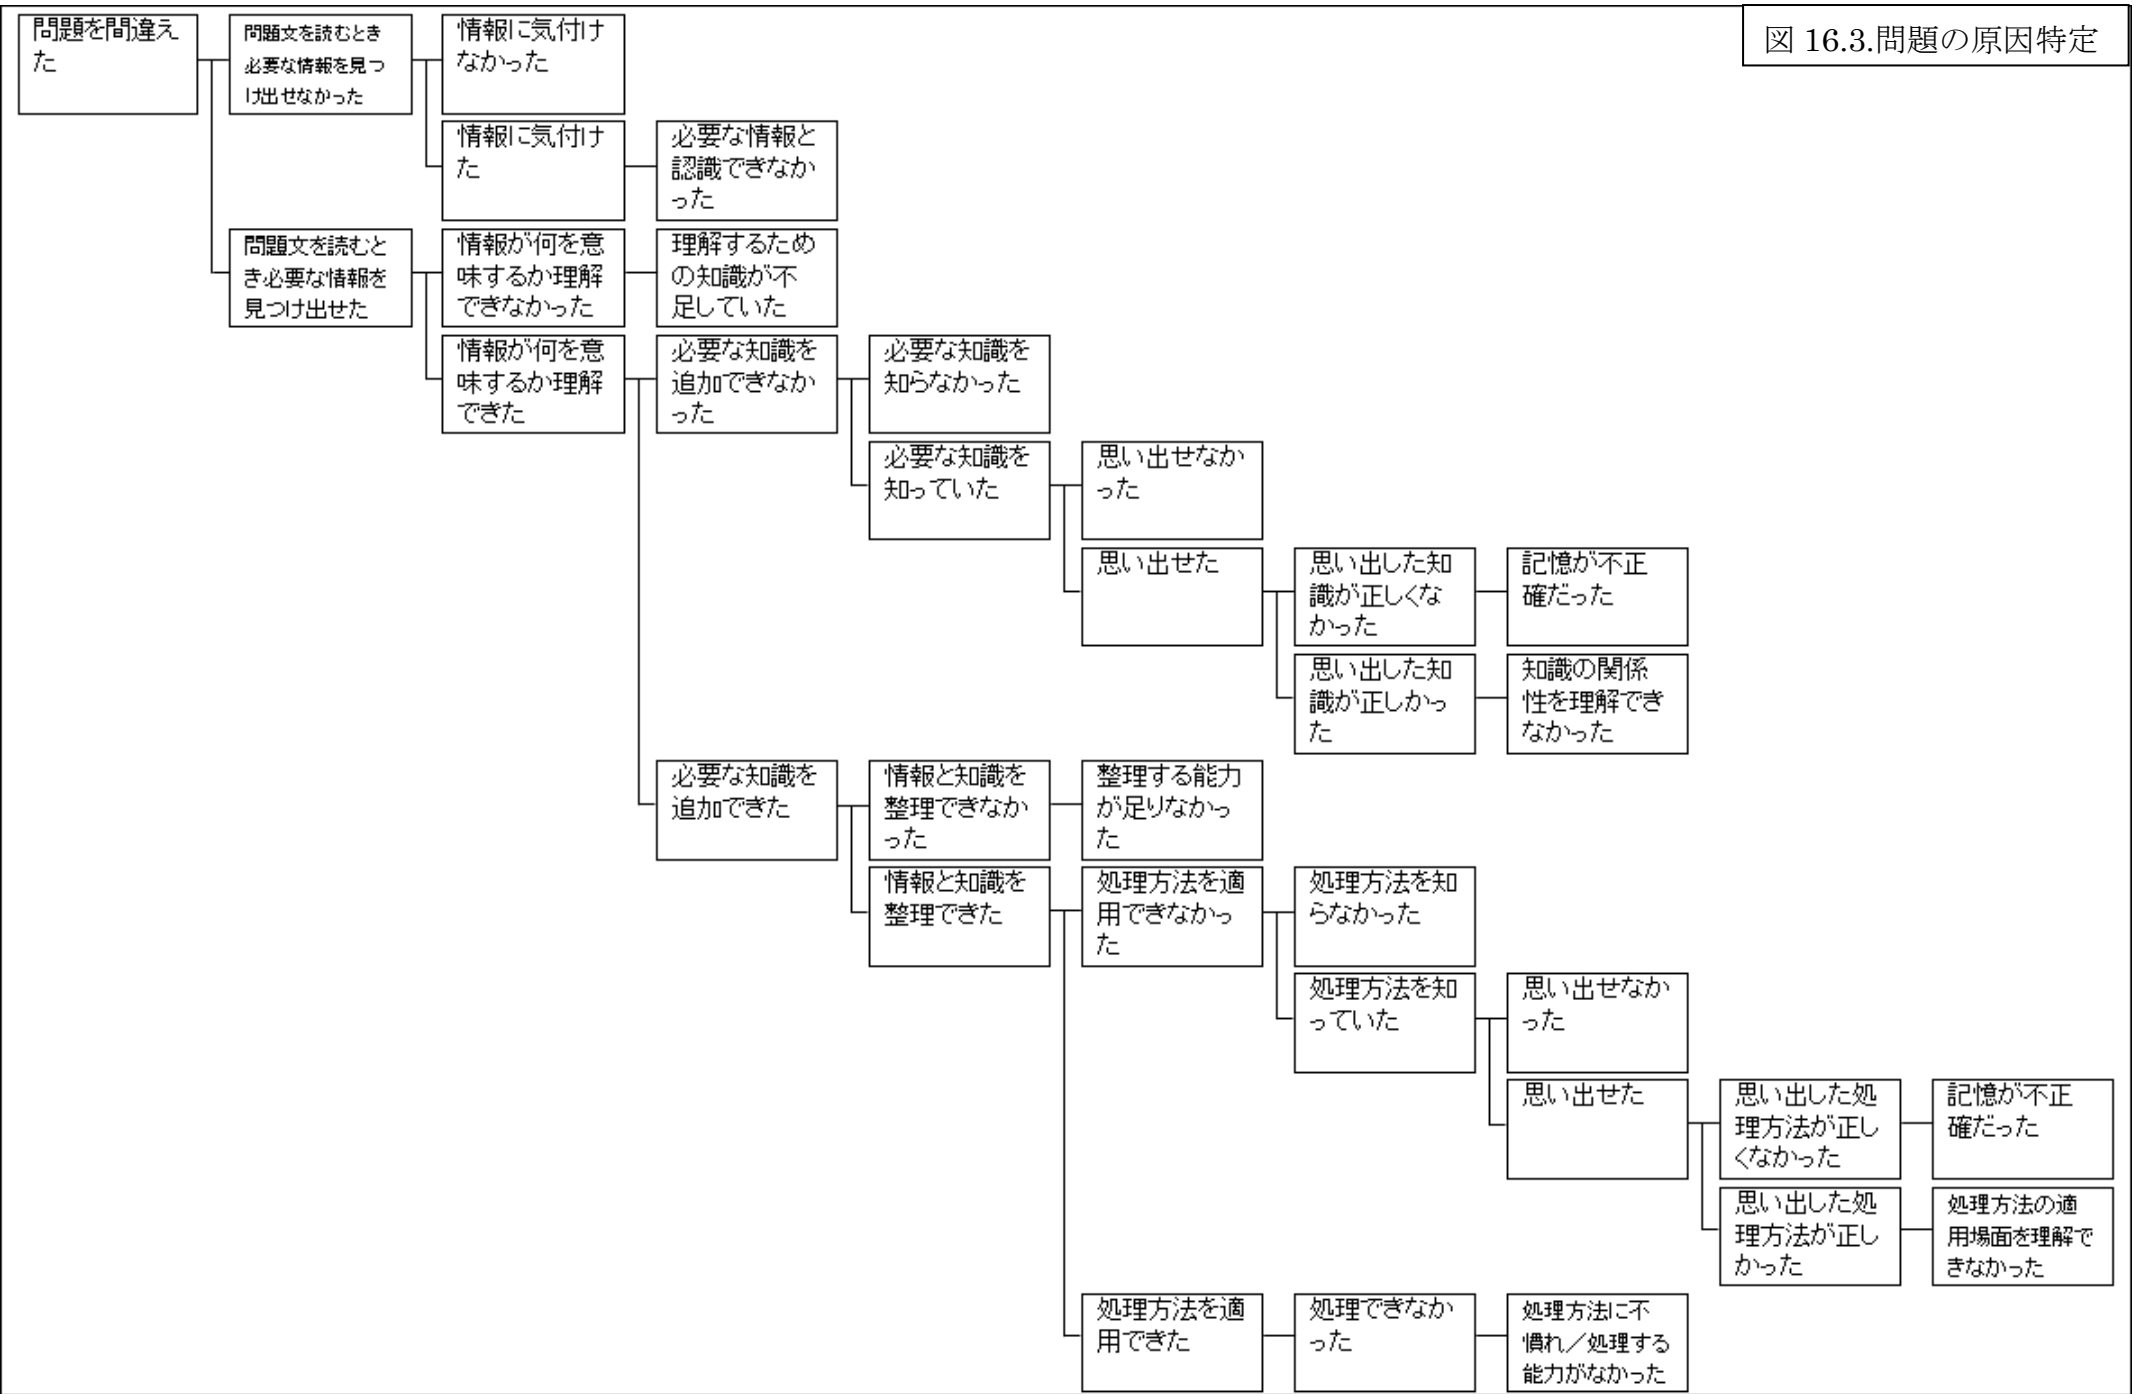 図 16.3.問題の原因特定
問題を間違え
た
問題文を読むとき
必要な情報を見つ
け出せなかった
情報に気付け
なかった
情報に気付け
た
必要な情報と
認識できなか
った
問題文を読むと
き必要な情報を
見つけ出せた
情報が何を意
味するか理解
できなかった
理解するため
の知識が不
足していた
情報が何を意
味するか理解
できた
必要な知識を
追加できなか
った
必要な知識を
知らなかった
必要な知識を
知っていた
思い出せなか
った
思い出せた
思い出した知
識が正しくな
かった
記憶が不正
確だった
思い出した知
識が正しかっ
た
知識の関係
性を理解でき
なかった
必要な知識を
追加できた
情報と知識を
整理できなか
った
整理する能力
が足りなかっ
た
情報と知識を
整理できた
処理方法を適
用できなかっ
た
処理方法を知
らなかった
処理方法を知
っていた
思い出せなか
った
思い出せた
思い出した処
理方法が正し
くなかった
記憶が不正
確だった
思い出した処
理方法が正し
かった
処理方法の適
用場面を理解で
きなかった
処理方法を適
用できた
処理できなか
った
処理方法に不
慣れ／処理する
能力がなかった